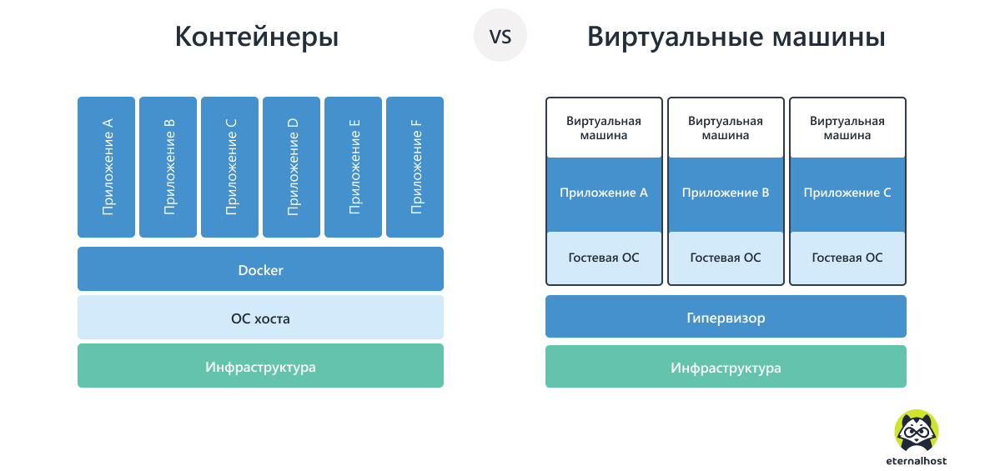 Контейнеры
VS
Виртуальные машины
Приложение A
Приложение B
Приложение C
Приложение D
Приложение E
Приложение F
Docker
ОС хоста
Инфраструктура
Виртуальная
машина
Приложение A
Гостевая ОС
Виртуальная
машина
Приложение B
Гостевая ОС
Виртуальная
машина
Приложение C
Гостевая ОС
Гипервизор
Инфраструктура
eternalhost